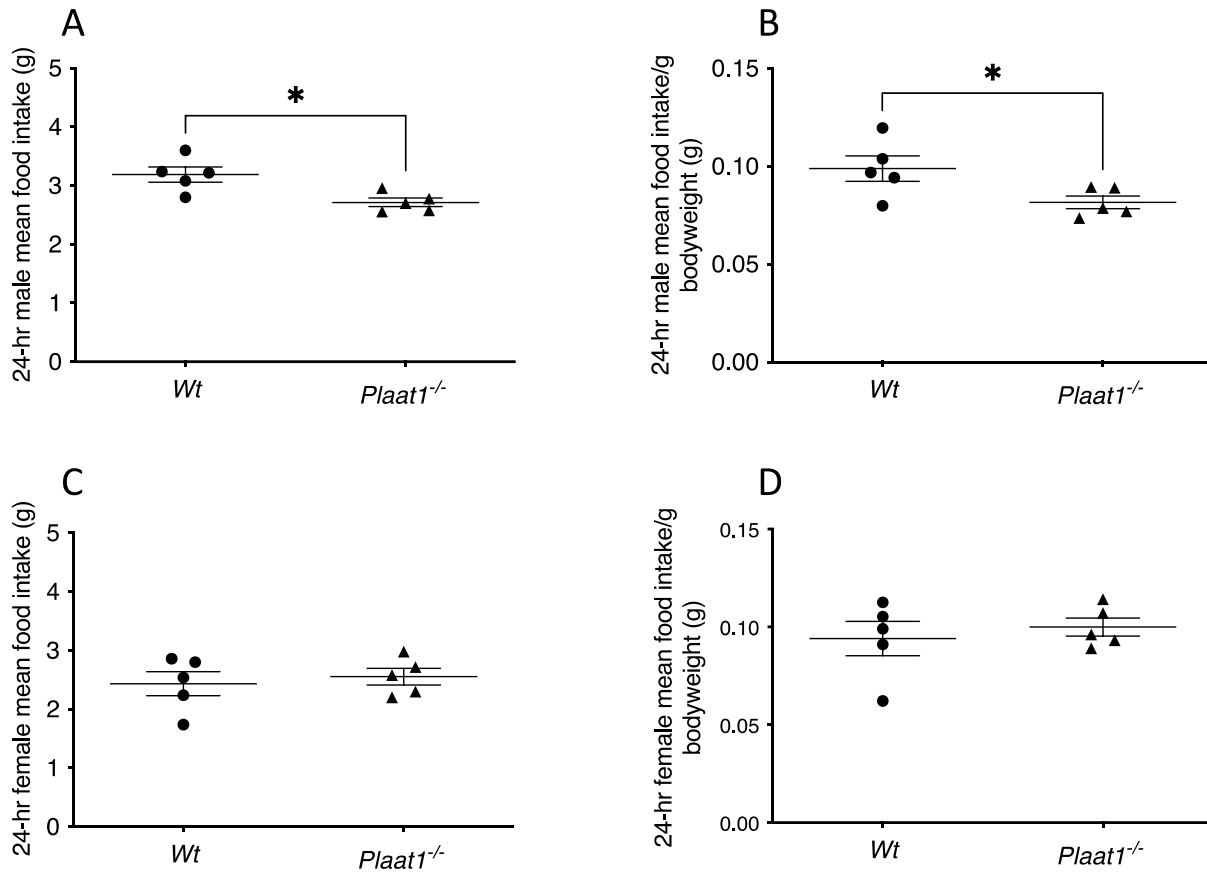 A
24-hr male mean food intake (g)
5
4
3
2
1
0
*
Wt
Plaat1-/-
B
24-hr male mean food intake/g
bodyweight (g)
0.15
0.10
0.05
0.00
*
Wt
Plaat1-/-
C
24-hr female mean food intake (g)
5
4
3
2
1
0
Wt
Plaat1-/-
D
24-hr female mean food intake/g
bodyweight (g)
0.15
0.10
0.05
0.00
Wt
Plaat1-/-